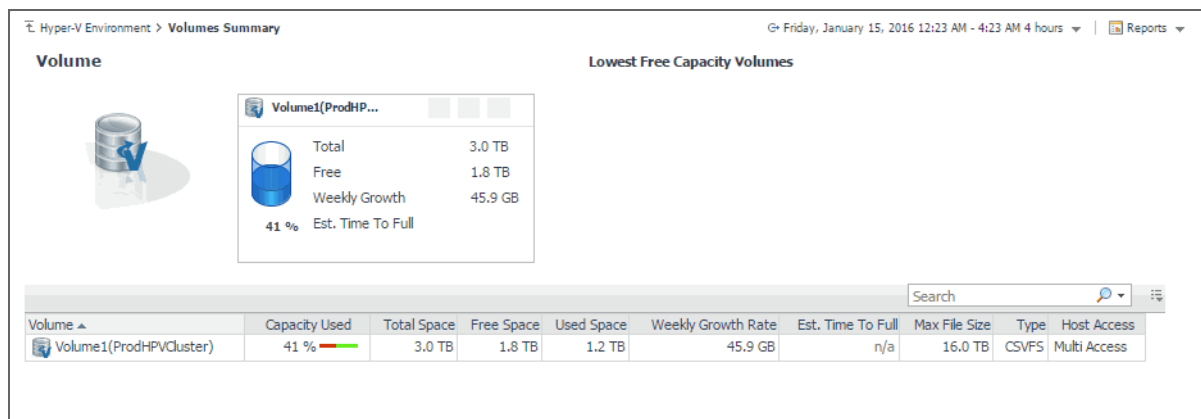 Hyper-V Environment > Volumes Summary
Friday, January 15, 2016 12:23 AM - 4:23 AM 4 hours | Reports
Volume
Lowest Free Capacity Volumes
Volume1(ProdHP...
Total 3.0 TB
Free 1.8 TB
Weekly Growth 45.9 GB
41 % Est. Time To Full
Search
Volume Capacity Used Total Space Free Space Used Space Weekly Growth Rate Est. Time To Full Max File Size Type Host Access
Volume1(ProdHPVCluster) 41 % 3.0 TB 1.8 TB 1.2 TB 45.9 GB n/a 16.0 TB CSVFS Multi Access